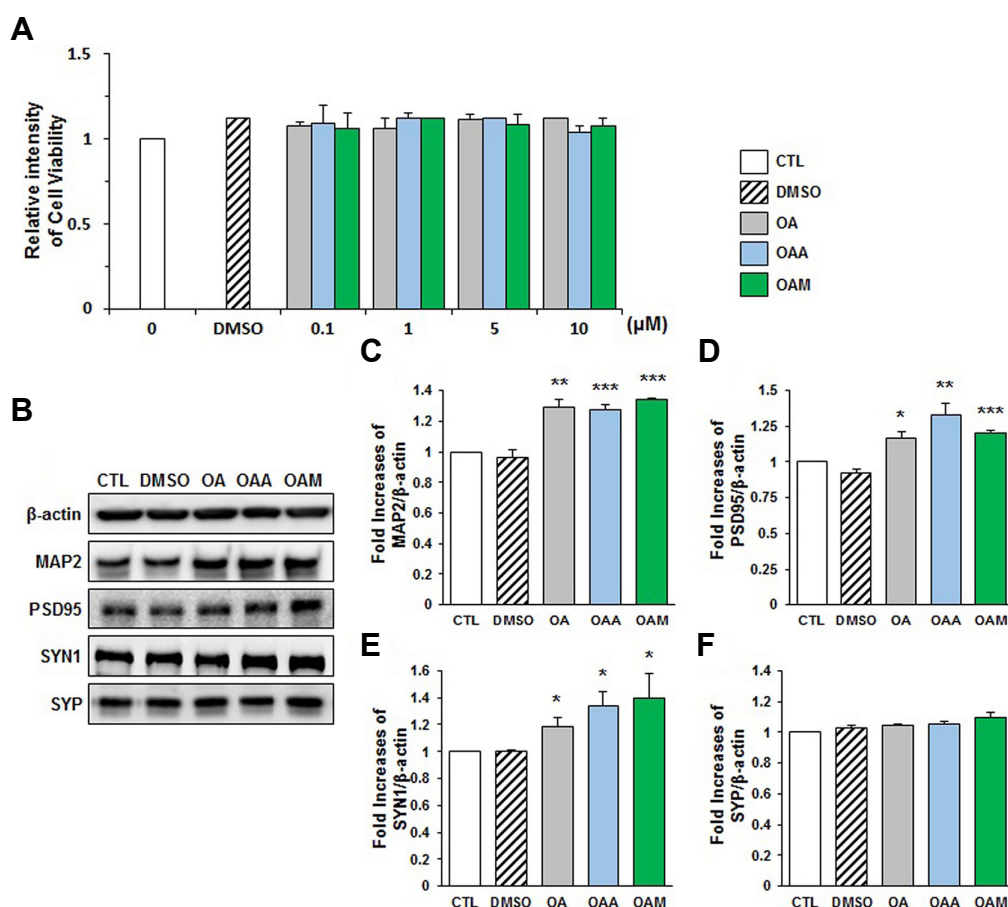 A
Relative intensity
of Cell Viability
1.5
1
0.5
0
0 DMSO 0.1 1 5 10 (µM)
CTL
DMSO
OA
OAA
OAM
B
CTL DMSO OA OAA OAM
β-actin
MAP2
PSD95
SYN1
SYP
C
Fold Increases of
MAP2/β-actin
1.4
1.2
1
0.8
0.6
0.4
0.2
0
** *** ***
CTL DMSO OA OAA OAM
D
Fold Increases of
PSD95/β-actin
1.5
1.25
1
0.75
0.5
0.25
0
* ** ***
CTL DMSO OA OAA OAM
E
Fold Increases of
SYN1/β-actin
1.6
1.4
1.2
1
0.8
0.6
0.4
0.2
0
* * *
CTL DMSO OA OAA OAM
F
Fold Increases of
SYP/β-actin
1.4
1.2
1
0.8
0.6
0.4
0.2
0
CTL DMSO OA OAA OAM